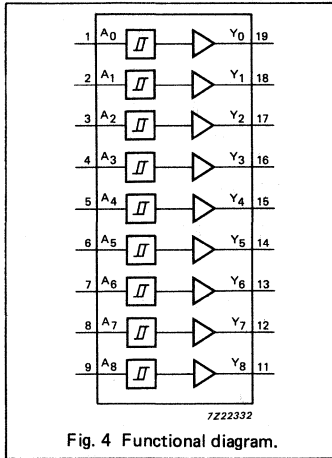 1 A0 Y0 19
2 A1 Y1 18
3 A2 Y2 17
4 A3 Y3 16
5 A4 Y4 15
6 A5 Y5 14
7 A6 Y6 13
8 A7 Y7 12
9 A8 Y8 11
7Z22332
Fig. 4 Functional diagram.